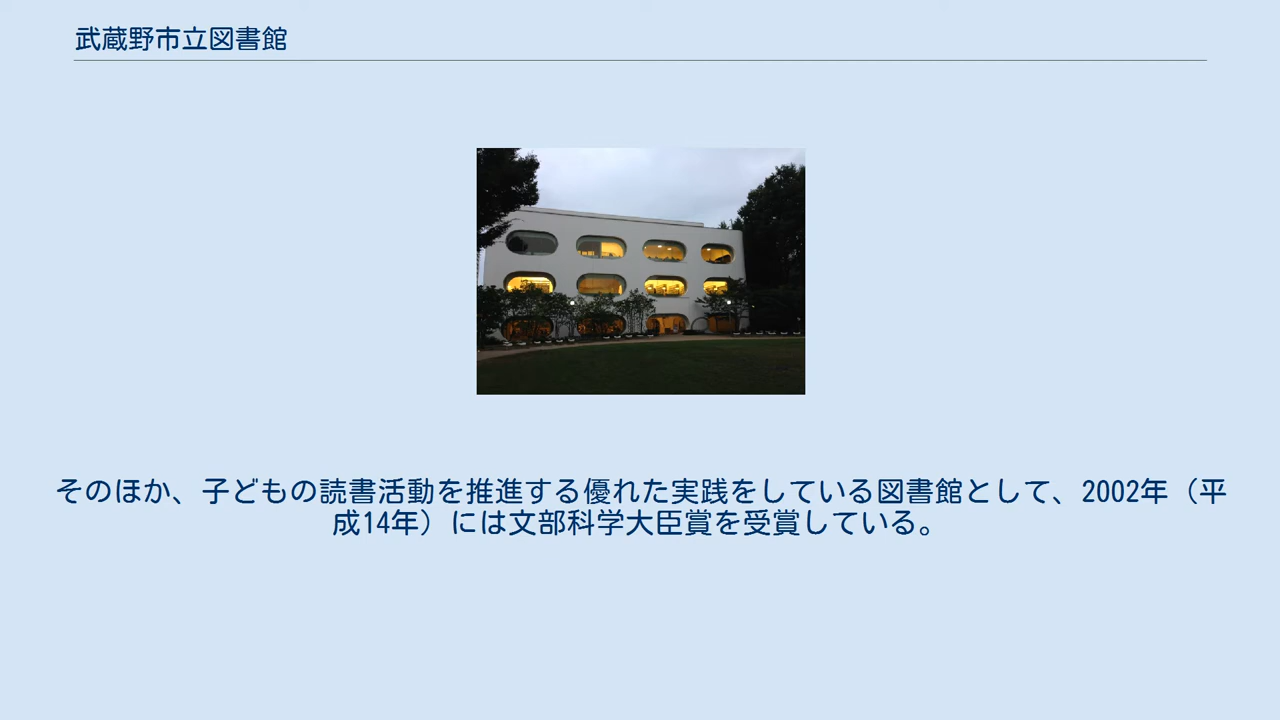 武蔵野市立図書館
そのほか、子どもの読書活動を推進する優れた実践をしている図書館として、2002年（平
成14年）には文部科学大臣賞を受賞している。